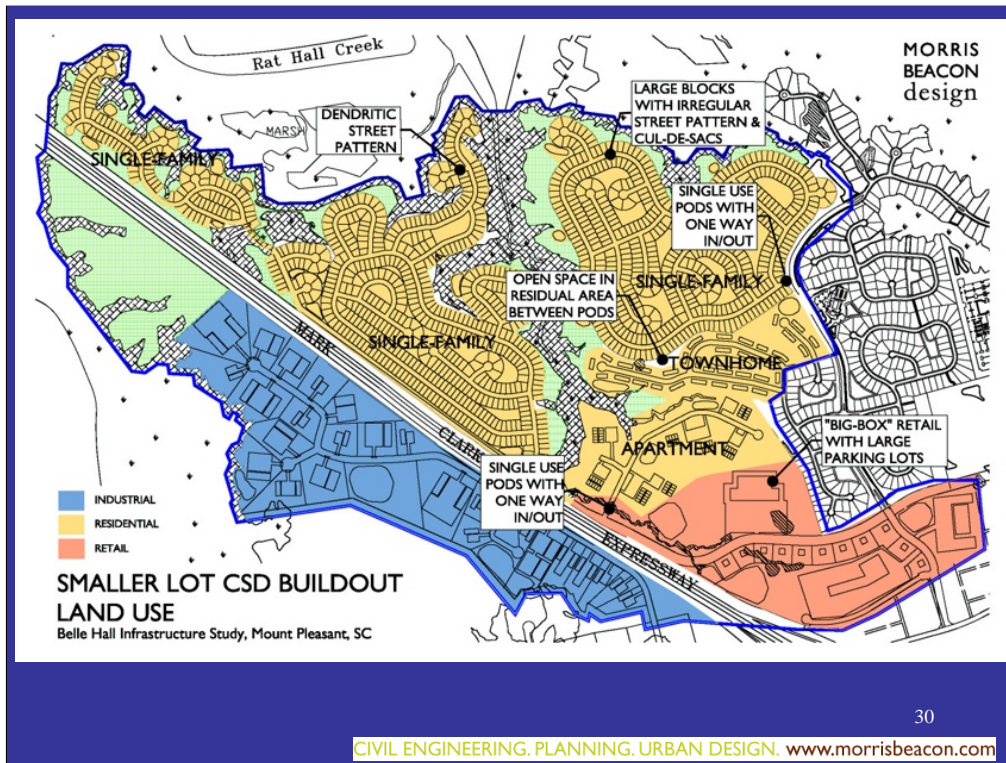 Rat Hall Creek
MORRIS
BEACON
design
MARSH
DENDRITIC
STREET
PATTERN
LARGE BLOCKS
WITH IRREGULAR
STREET PATTERN &
CUL-DE-SACS
SINGLE-FAMILY
SINGLE USE
PODS WITH
ONE WAY
IN/OUT
OPEN SPACE IN
RESIDUAL AREA
BETWEEN PODS
SINGLE-FAMILY
MARK
SINGLE-FAMILY
TOWNHOME
"BIG-BOX" RETAIL
WITH LARGE
PARKING LOTS
CLARK
APARTMENT
SINGLE USE
PODS WITH
ONE WAY
IN/OUT
EXPRESSWAY
INDUSTRIAL
RESIDENTIAL
RETAIL
SMALLER LOT CSD BUILDOUT
LAND USE
Belle Hall Infrastructure Study, Mount Pleasant, SC
30
CIVIL ENGINEERING. PLANNING. URBAN DESIGN. www.morrisbeacon.com